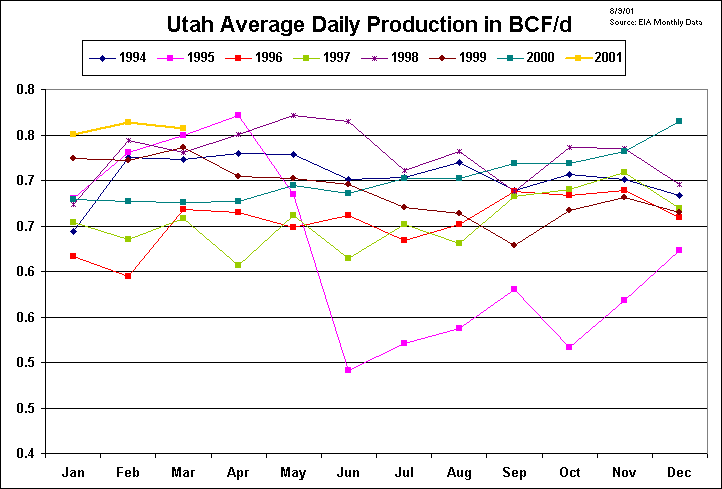 Utah Average Daily Production in BCF/d
8/9/01
Source: EIA Monthly Data
1994 1995 1996 1997 1998 1999 2000 2001
0.8
0.8
0.7
0.7
0.6
0.6
0.5
0.5
0.4
Jan Feb Mar Apr May Jun Jul Aug Sep Oct Nov Dec